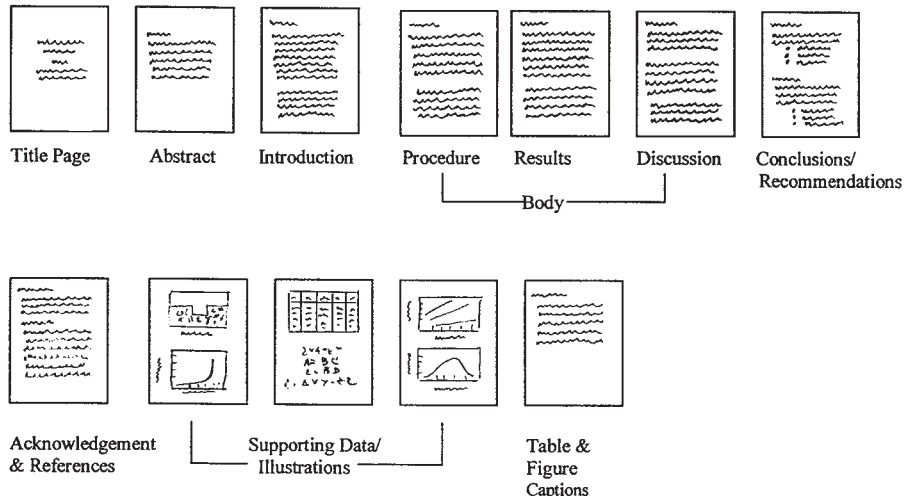 Title Page
Abstract
Introduction
Procedure
Results
Discussion
Conclusions/
Recommendations
Body
Acknowledgement
& References
Supporting Data/
Illustrations
Table &
Figure
Captions